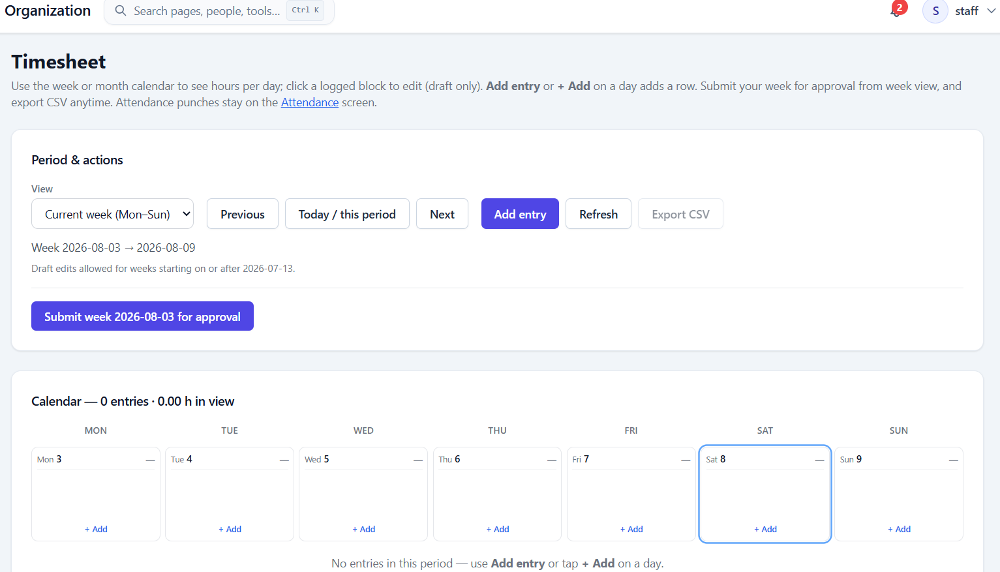 Organization
Search pages, people, tools...
Ctrl K
2
S
staff
Timesheet
Use the week or month calendar to see hours per day; click a logged block to edit (draft only). Add entry or + Add on a day adds a row. Submit your week for approval from week view, and
export CSV anytime. Attendance punches stay on the Attendance screen.
Period & actions
View
Current week (Mon–Sun)
Previous
Today / this period
Next
Add entry
Refresh
Export CSV
Week 2026-08-03 → 2026-08-09
Draft edits allowed for weeks starting on or after 2026-07-13.
Submit week 2026-08-03 for approval
Calendar — 0 entries · 0.00 h in view
MON TUE WED THU FRI SAT SUN
Mon 3 — Tue 4 — Wed 5 — Thu 6 — Fri 7 — Sat 8 — Sun 9 —
+ Add + Add + Add + Add + Add + Add + Add
No entries in this period — use Add entry or tap + Add on a day.